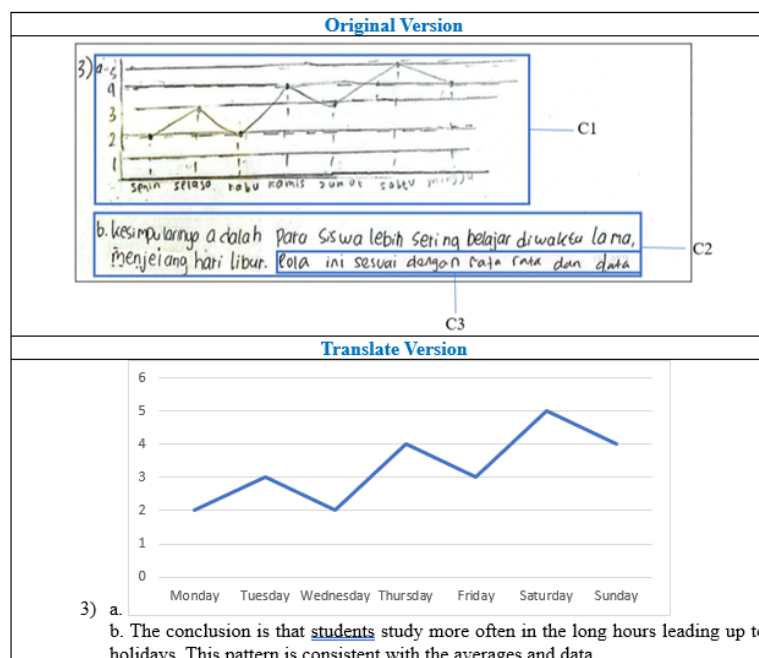 Original Version
3) a. 5
4
3
2
1
senin selasa rabu kamis jumat sabtu minggu
C1
b. kesimpulannya adalah para siswa lebih sering belajar diwaktu lama,
menjelang hari libur. Pola ini sesuai dengan rata rata dan data
C2
C3
Translate Version
6
5
4
3
2
1
0
Monday Tuesday Wednesday Thursday Friday Saturday Sunday
3) a.
b. The conclusion is that students study more often in the long hours leading up
holidays. This pattern is consistent with the averages and data